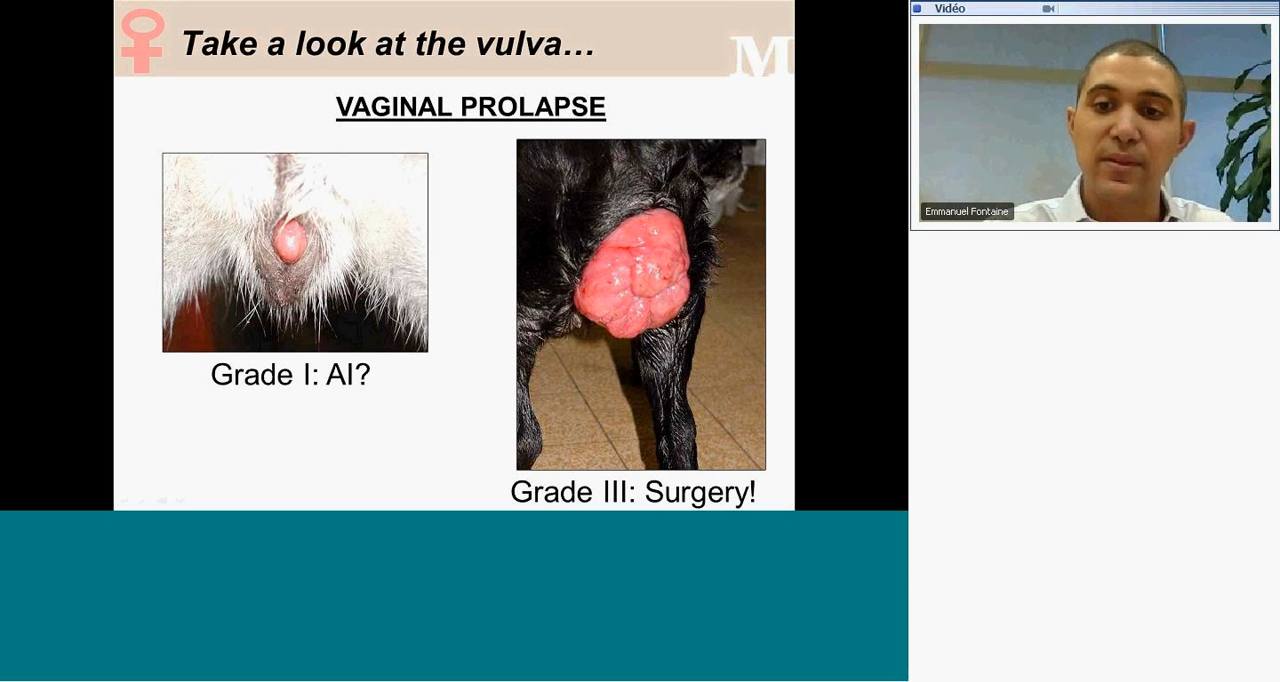 Take a look at the vulva...
M
VAGINAL PROLAPSE
Grade I: AI?
Grade III: Surgery!
Vidéo
Emmanuel Fontaine